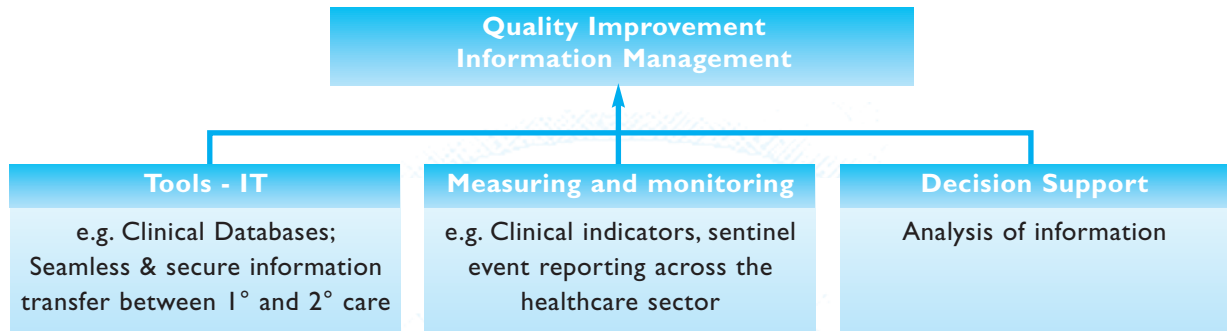 Quality Improvement
Information Management
Tools - IT
e.g. Clinical Databases;
Seamless & secure information
transfer between 1° and 2° care
Measuring and monitoring
e.g. Clinical indicators, sentinel
event reporting across the
healthcare sector
Decision Support
Analysis of information